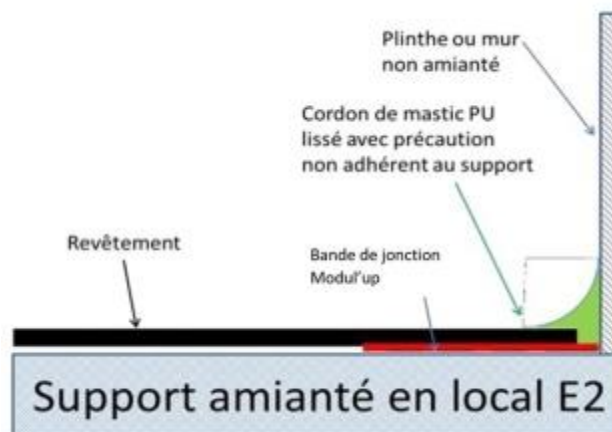 Plinthe ou mur
non amianté
Cordon de mastic PU
lissé avec précaution
non adhérent au support
Revêtement
Bande de jonction
Modul'up
Support amianté en local E2